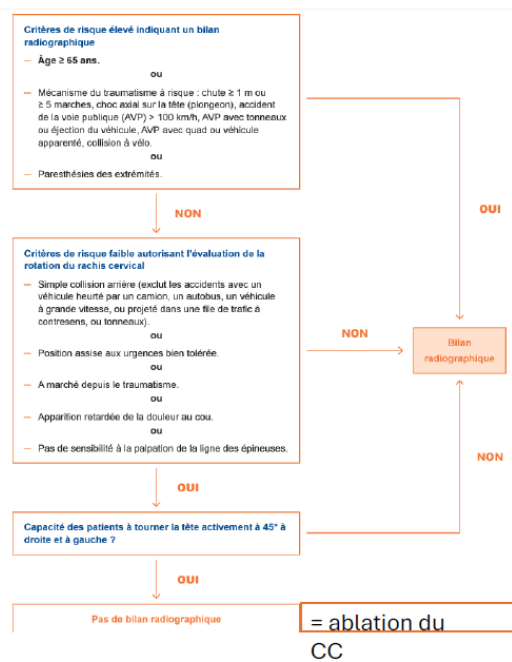 Critères de risque élevé indiquant un bilan
radiographique
— Âge ≥ 65 ans.
ou
— Mécanisme du traumatisme à risque : chute ≥ 1 m ou
≥ 5 marches, choc axial sur la tête (plongeon), accident
de la voie publique (AVP) > 100 km/h, AVP avec tonneaux
ou éjection du véhicule, AVP avec quad ou véhicule
apparenté, collision à vélo.
ou
— Paresthésies des extrémités.
OUI
NON
Critères de risque faible autorisant l'évaluation de la
rotation du rachis cervical
— Simple collision arrière (exclut les accidents avec un
véhicule heurté par un camion, un autobus, un véhicule
à grande vitesse, ou projeté dans une file de trafic à
contresens, ou tonneaux).
ou
— Position assise aux urgences bien tolérée.
ou
— A marché depuis le traumatisme.
ou
— Apparition retardée de la douleur au cou.
ou
— Pas de sensibilité à la palpation de la ligne des épineuses.
NON
Bilan
radiographique
NON
OUI
Capacité des patients à tourner la tête activement à 45° à
droite et à gauche ?
OUI
Pas de bilan radiographique
= ablation du
CC